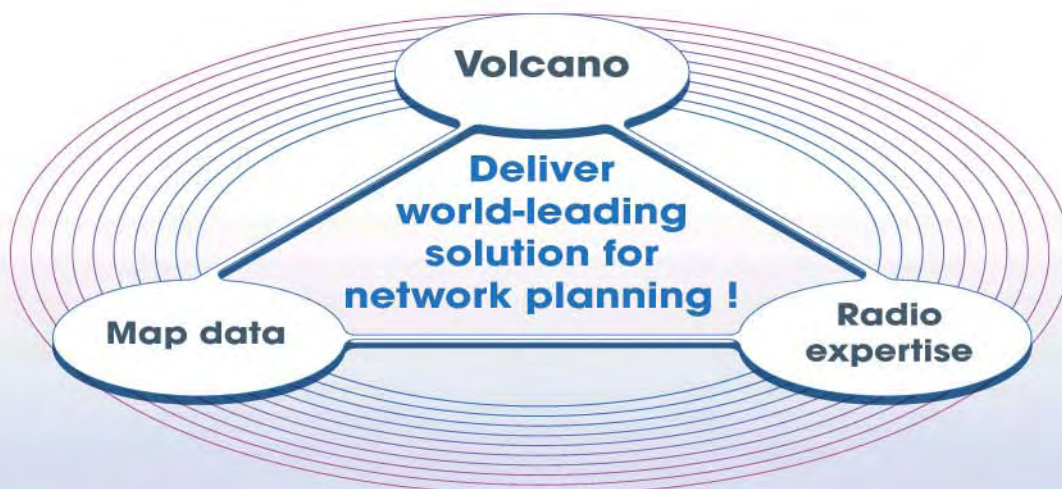 Volcano
Deliver
world-leading
solution for
network planning !
Map data
Radio
expertise